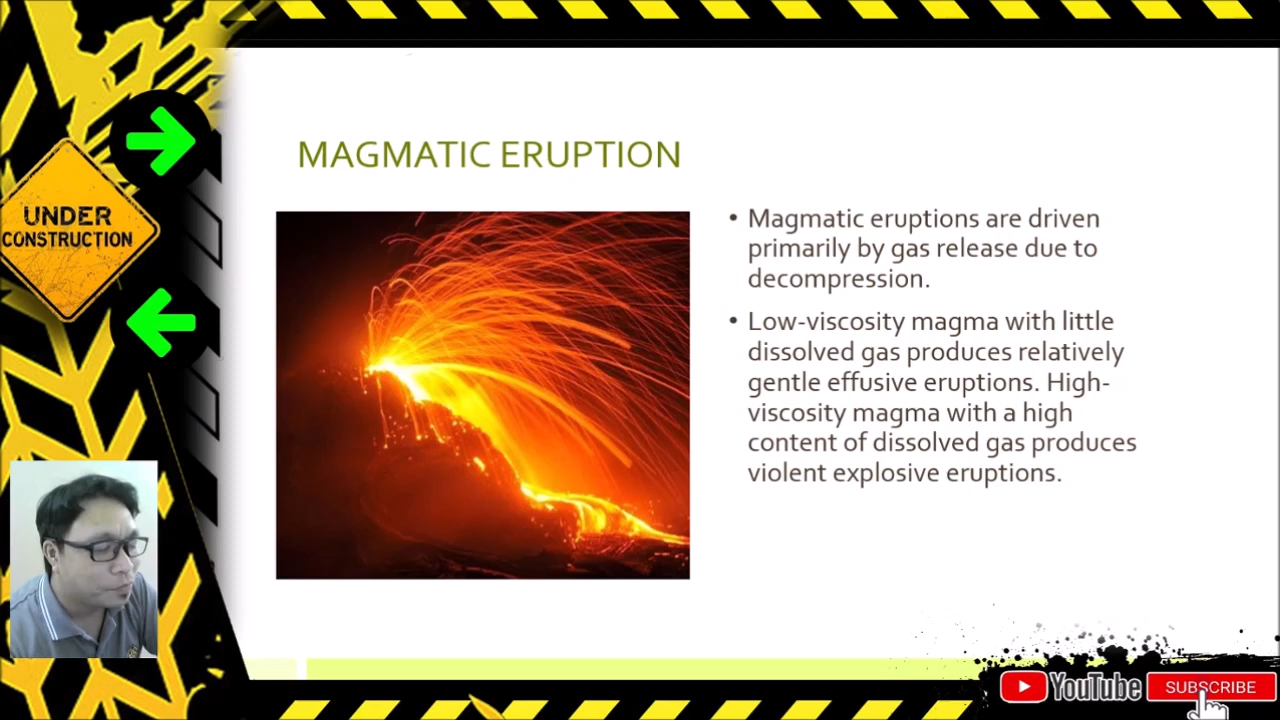 UNDER
CONSTRUCTION
MAGMATIC ERUPTION
• Magmatic eruptions are driven
primarily by gas release due to
decompression.
• Low-viscosity magma with little
dissolved gas produces relatively
gentle effusive eruptions. High-
viscosity magma with a high
content of dissolved gas produces
violent explosive eruptions.
YouTube
SUBSCRIBE